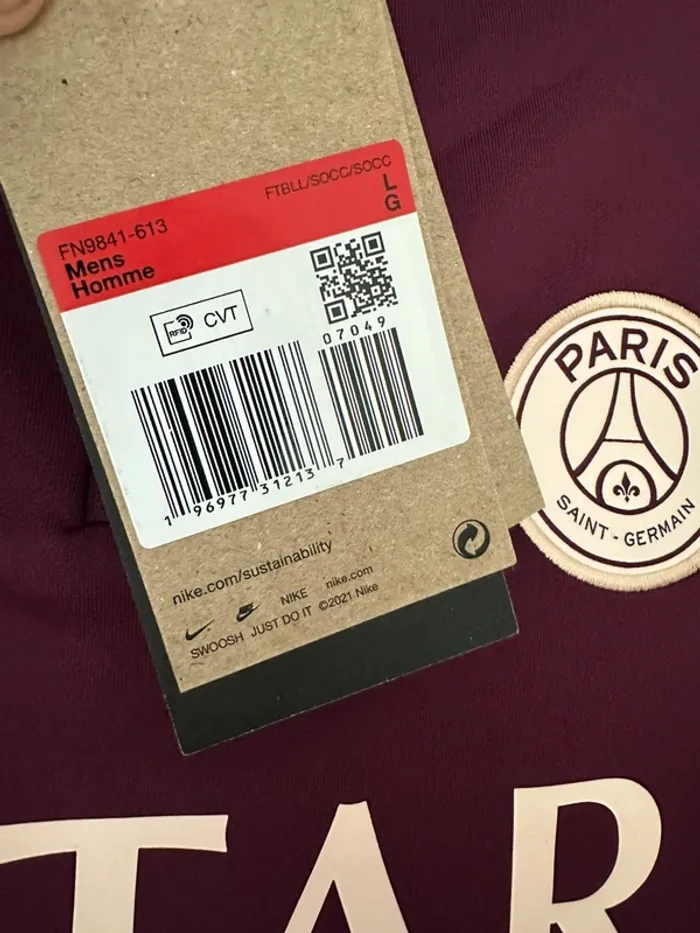 FTBLL/SOCC/SOCC
FN9841-613
L
Mens
G
Homme
RFID
CVT
07049
1 96977 31213 7
nike.com/sustainability
NIKE nike.com
SWOOSH JUST DO IT ©2021 Nike
PARIS
SAINT-GERMAIN
TAR